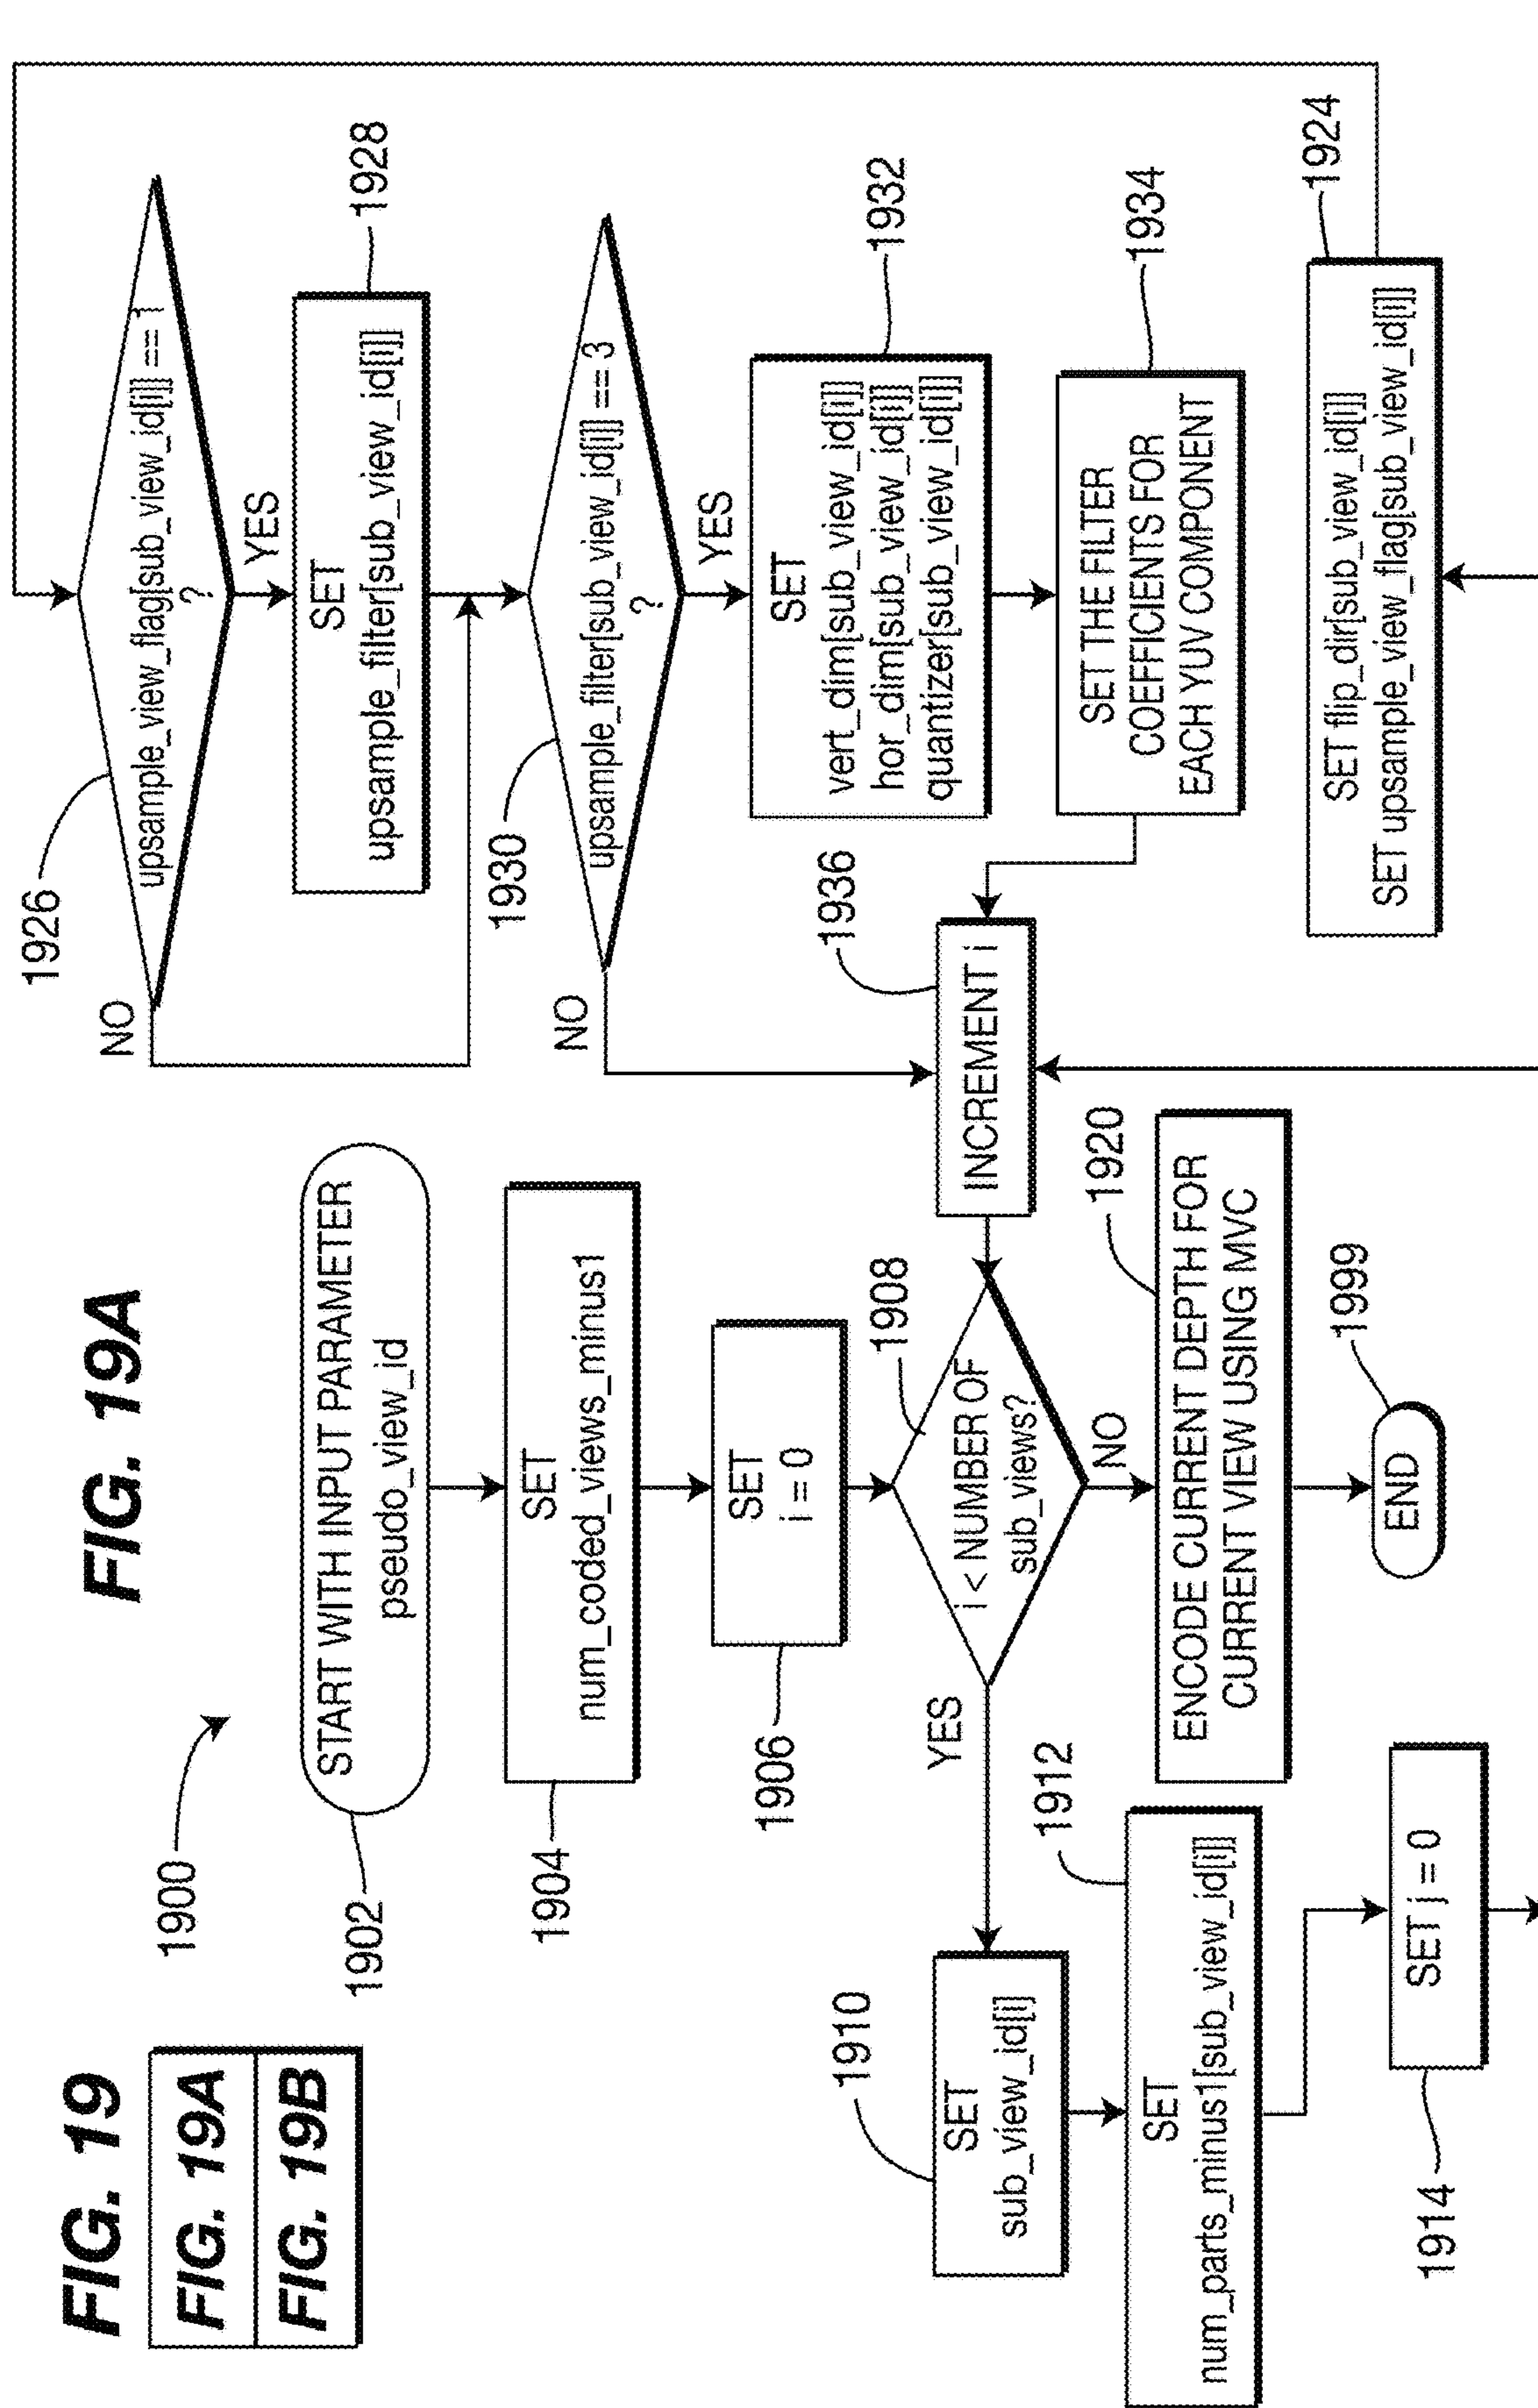 FIG. 19
FIG. 19A
FIG. 19B
FIG. 19A
1900
1902
START WITH INPUT PARAMETER
pseudo_view_id
1904
SET
num_coded_views_minus1
1906
SET
i = 0
1908
i < NUMBER OF
sub_views?
YES
NO
1910
SET
sub_view_id[i]
1912
SET
num_parts_minus1[sub_view_id[i]]
1914
SET j = 0
1920
ENCODE CURRENT DEPTH FOR
CURRENT VIEW USING MVC
1999
END
1926
upsample_view_flag[sub_view_id[i]] == 1
?
NO
YES
1928
SET
upsample_filter[sub_view_id[i]]
1930
upsample_filter[sub_view_id[i]] == 3
?
NO
YES
1932
SET
vert_dim[sub_view_id[i]]
hor_dim[sub_view_id[i]]
quantizer[sub_view_id[i]]
1934
SET THE FILTER
COEFFICIENTS FOR
EACH YUV COMPONENT
1936
INCREMENT i
1924
SET flip_dir[sub_view_id[i]]
SET upsample_view_flag[sub_view_id[i]]